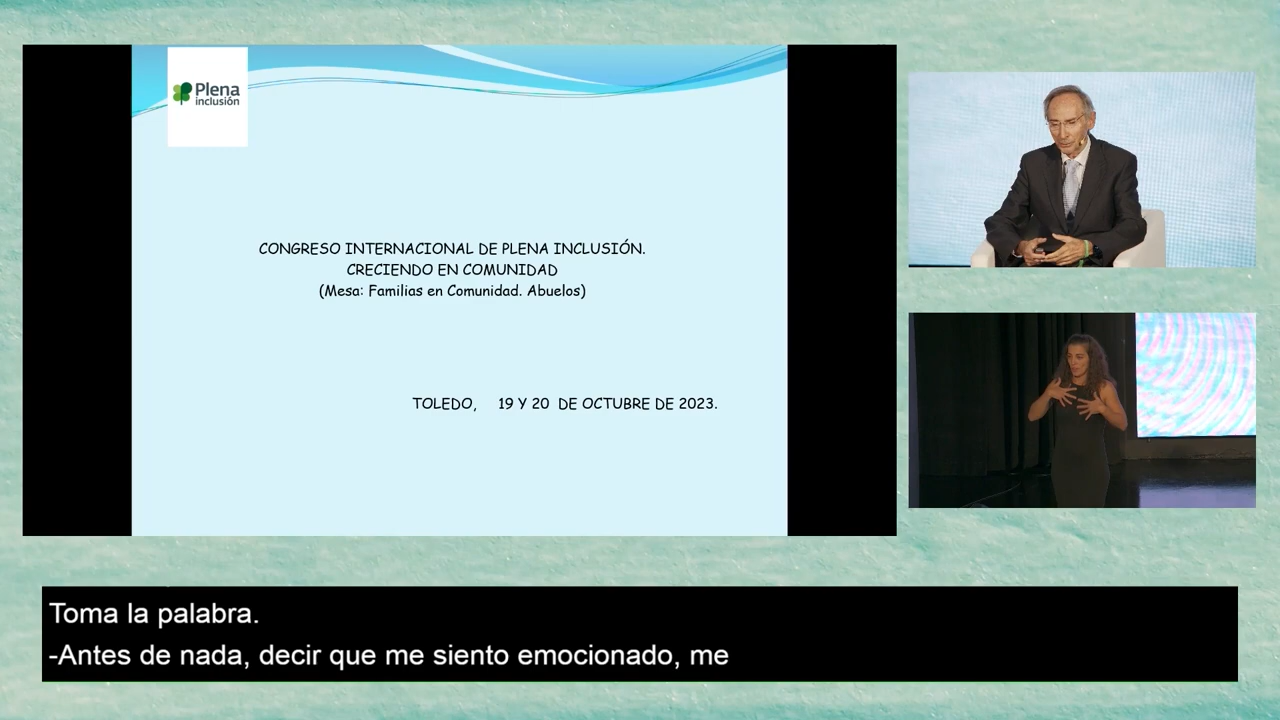 Plena
inclusión
CONGRESO INTERNACIONAL DE PLENA INCLUSIÓN.
CRECIENDO EN COMUNIDAD
(Mesa: Familias en Comunidad. Abuelos)
TOLEDO, 19 Y 20 DE OCTUBRE DE 2023.
Toma la palabra.
-Antes de nada, decir que me siento emocionado, me